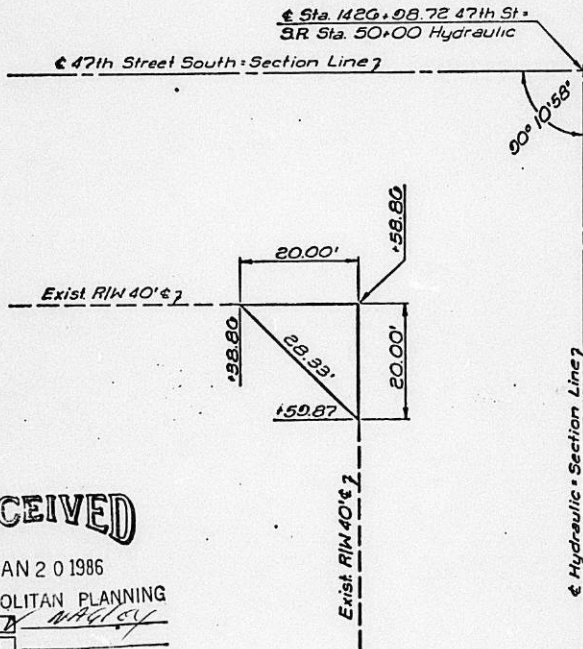 ℄ Sta. 1426+98.72 47th St =
S.R Sta. 50+00 Hydraulic
℄ 47th Street South = Section Line
90° 10' 58"
+58.80
20.00'
Exist. R/W 40' ℄
+38.80
28.33'
20.00'
+59.87
Exist. R/W 40' ℄
℄ Hydraulic = Section Line
CEIVED
AN 20 1986
OLITAN PLANNING